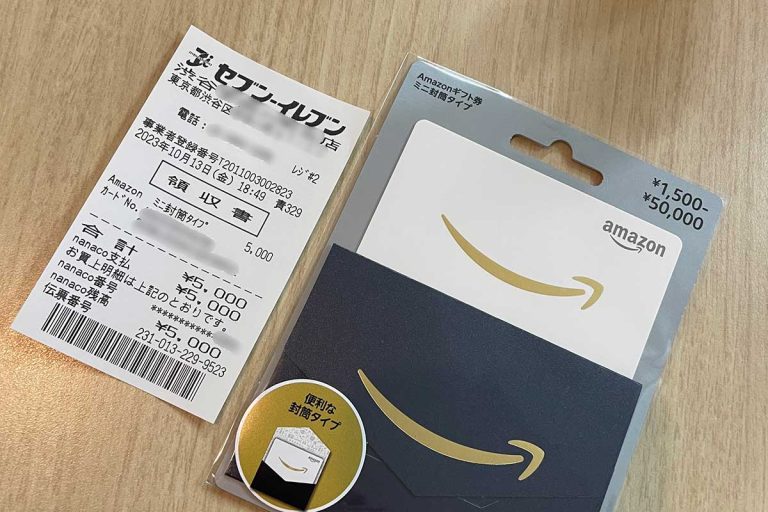 セブン-イレブン
渋谷
店
東京都渋谷区
電話:
レジ#2
事業者登録番号T2011003002823
2023年10月13日(金) 18:49 責329
領収書
Amazon ミニ封筒タイプ 5,000
カードNo.
合計 ¥5,000
nanaco支払 ¥5,000
お買上明細は上記のとおりです。
nanaco番号 ***********
nanaco残高 ¥5,000
伝票番号 231-013-229-9523
Amazonギフト券
ミニ封筒タイプ
¥1,500-
¥50,000
amazon
便利な
封筒タイプ
amazon